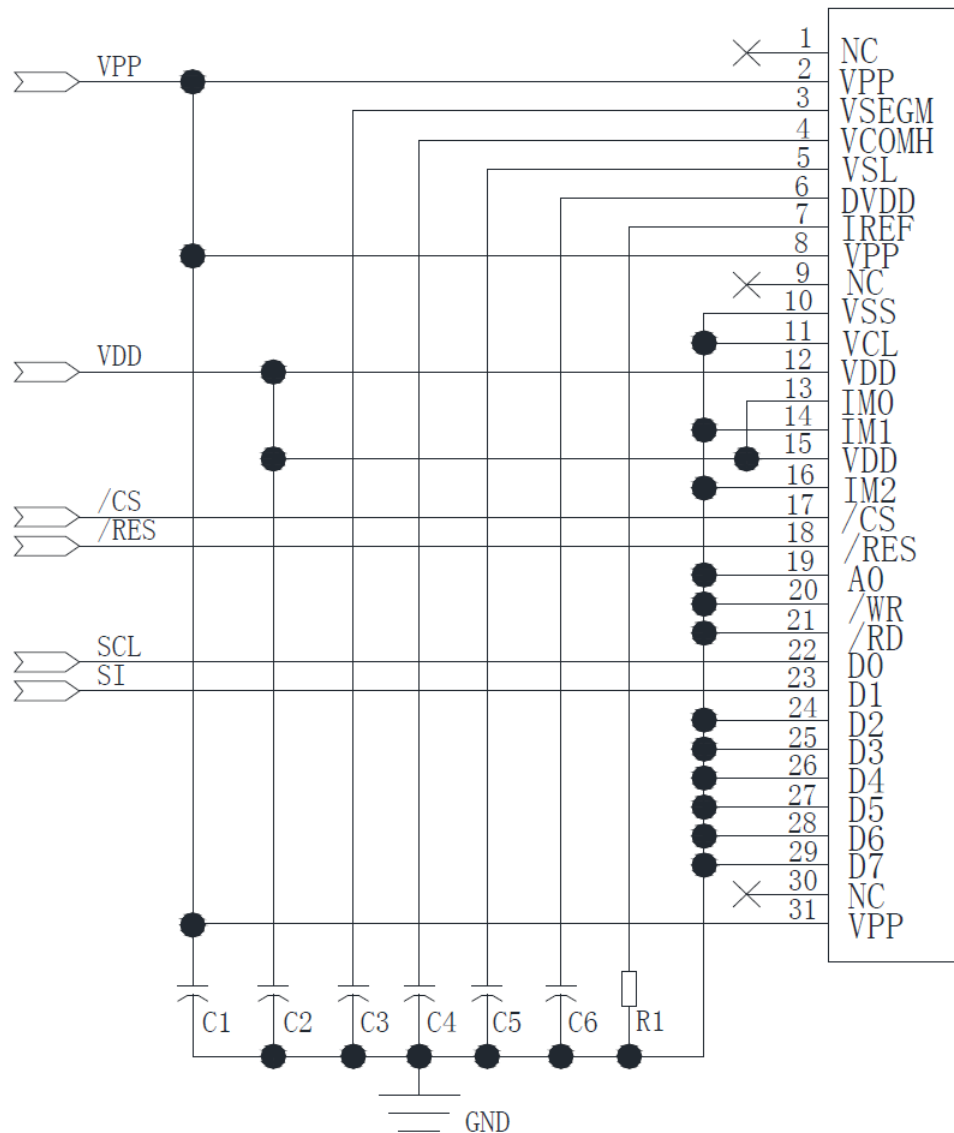 1 NC
VPP 2 VPP
3 VSEGM
4 VCOMH
5 VSL
6 DVDD
7 IREF
8 VPP
9 NC
10 VSS
11 VCL
VDD 12 VDD
13 IM0
14 IM1
15 VDD
16 IM2
/CS 17 /CS
/RES 18 /RES
19 A0
20 /WR
21 /RD
SCL 22 D0
SI 23 D1
24 D2
25 D3
26 D4
27 D5
28 D6
29 D7
30 NC
31 VPP
C1 C2 C3 C4 C5 C6 R1
GND